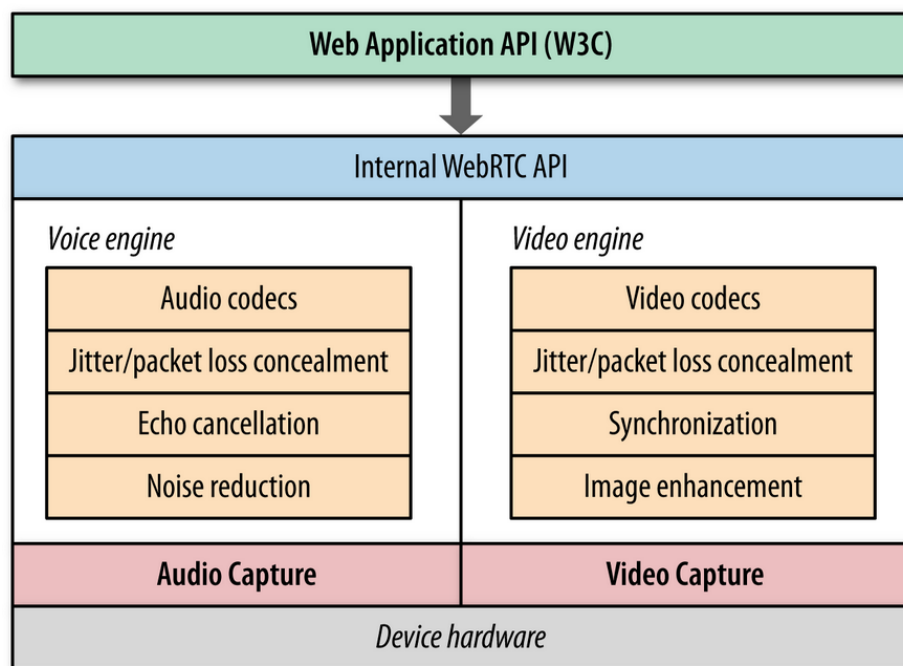 Web Application API (W3C)
Internal WebRTC API
Voice engine
Audio codecs
Jitter/packet loss concealment
Echo cancellation
Noise reduction
Video engine
Video codecs
Jitter/packet loss concealment
Synchronization
Image enhancement
Audio Capture
Video Capture
Device hardware